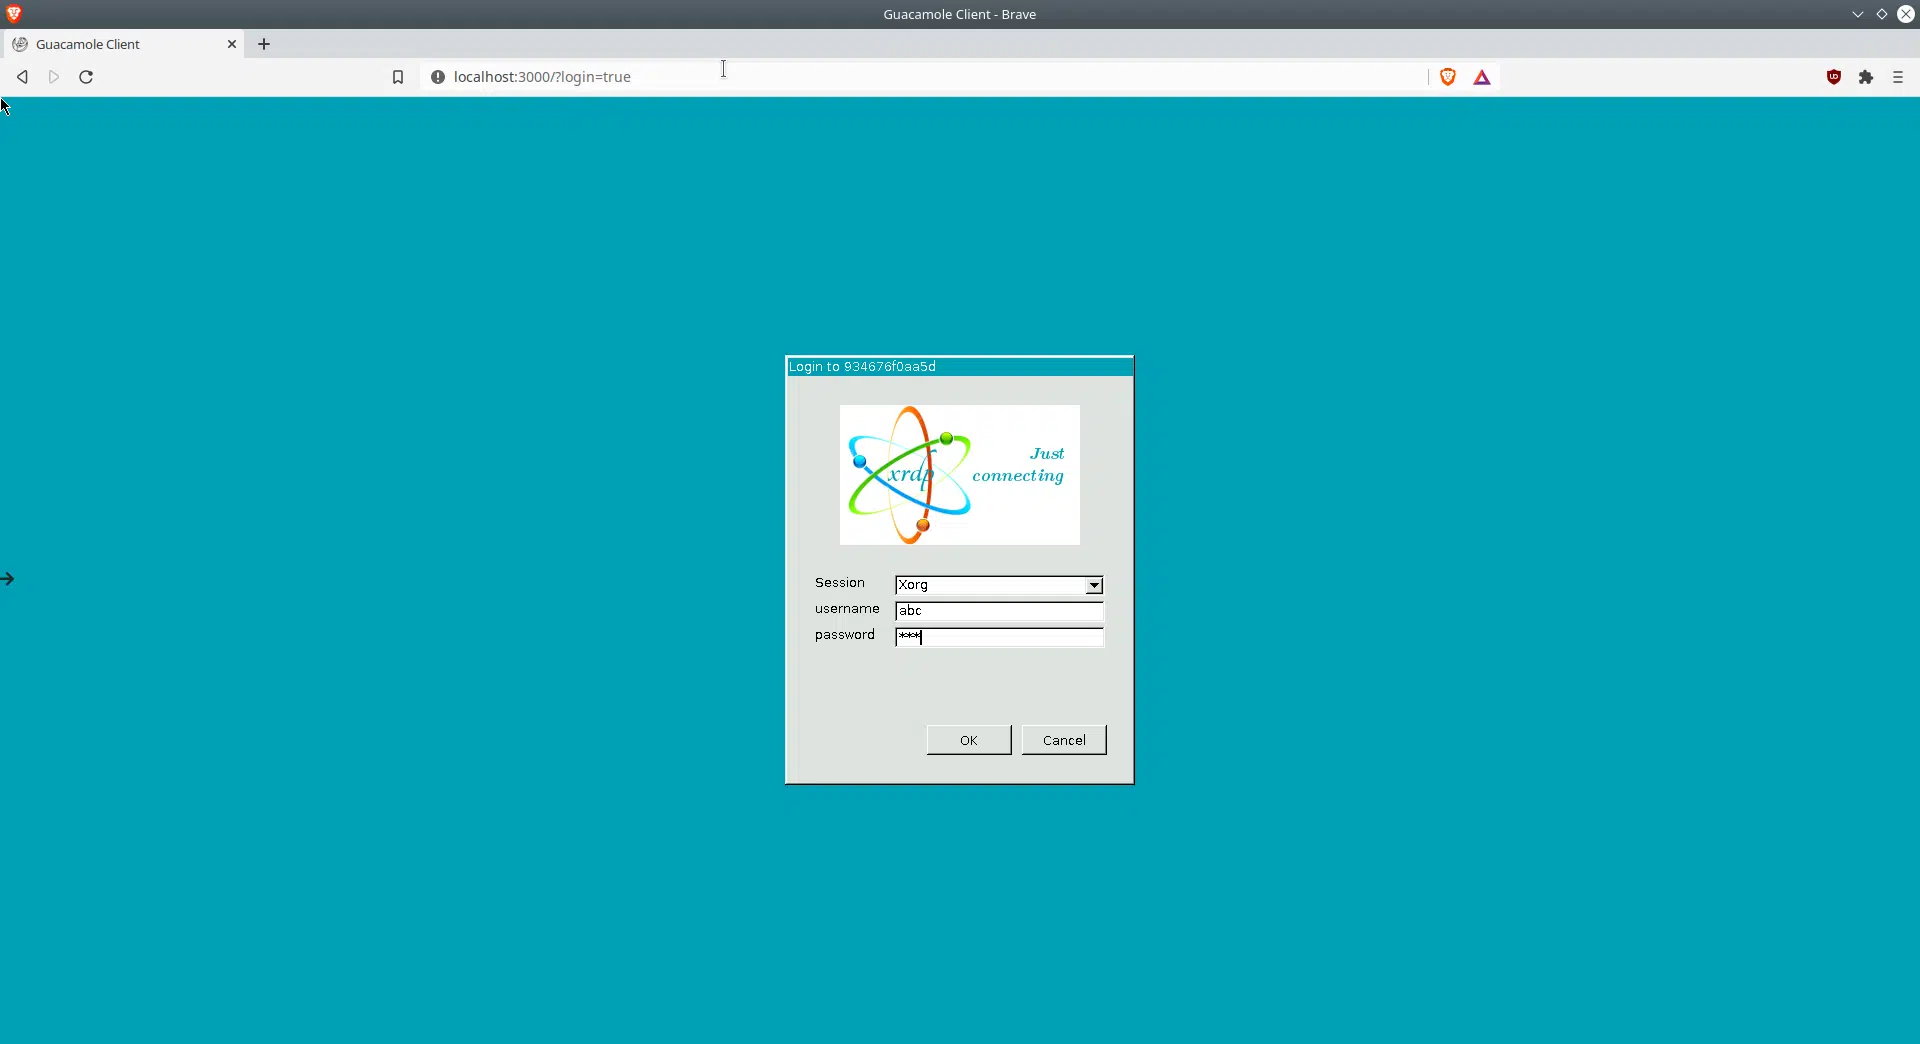 Guacamole Client - Brave
Guacamole Client
localhost:3000/?login=true
Login to 934676f0aa5d
xrdp
Just
connecting
Session
Xorg
username
abc
password
***
OK
Cancel